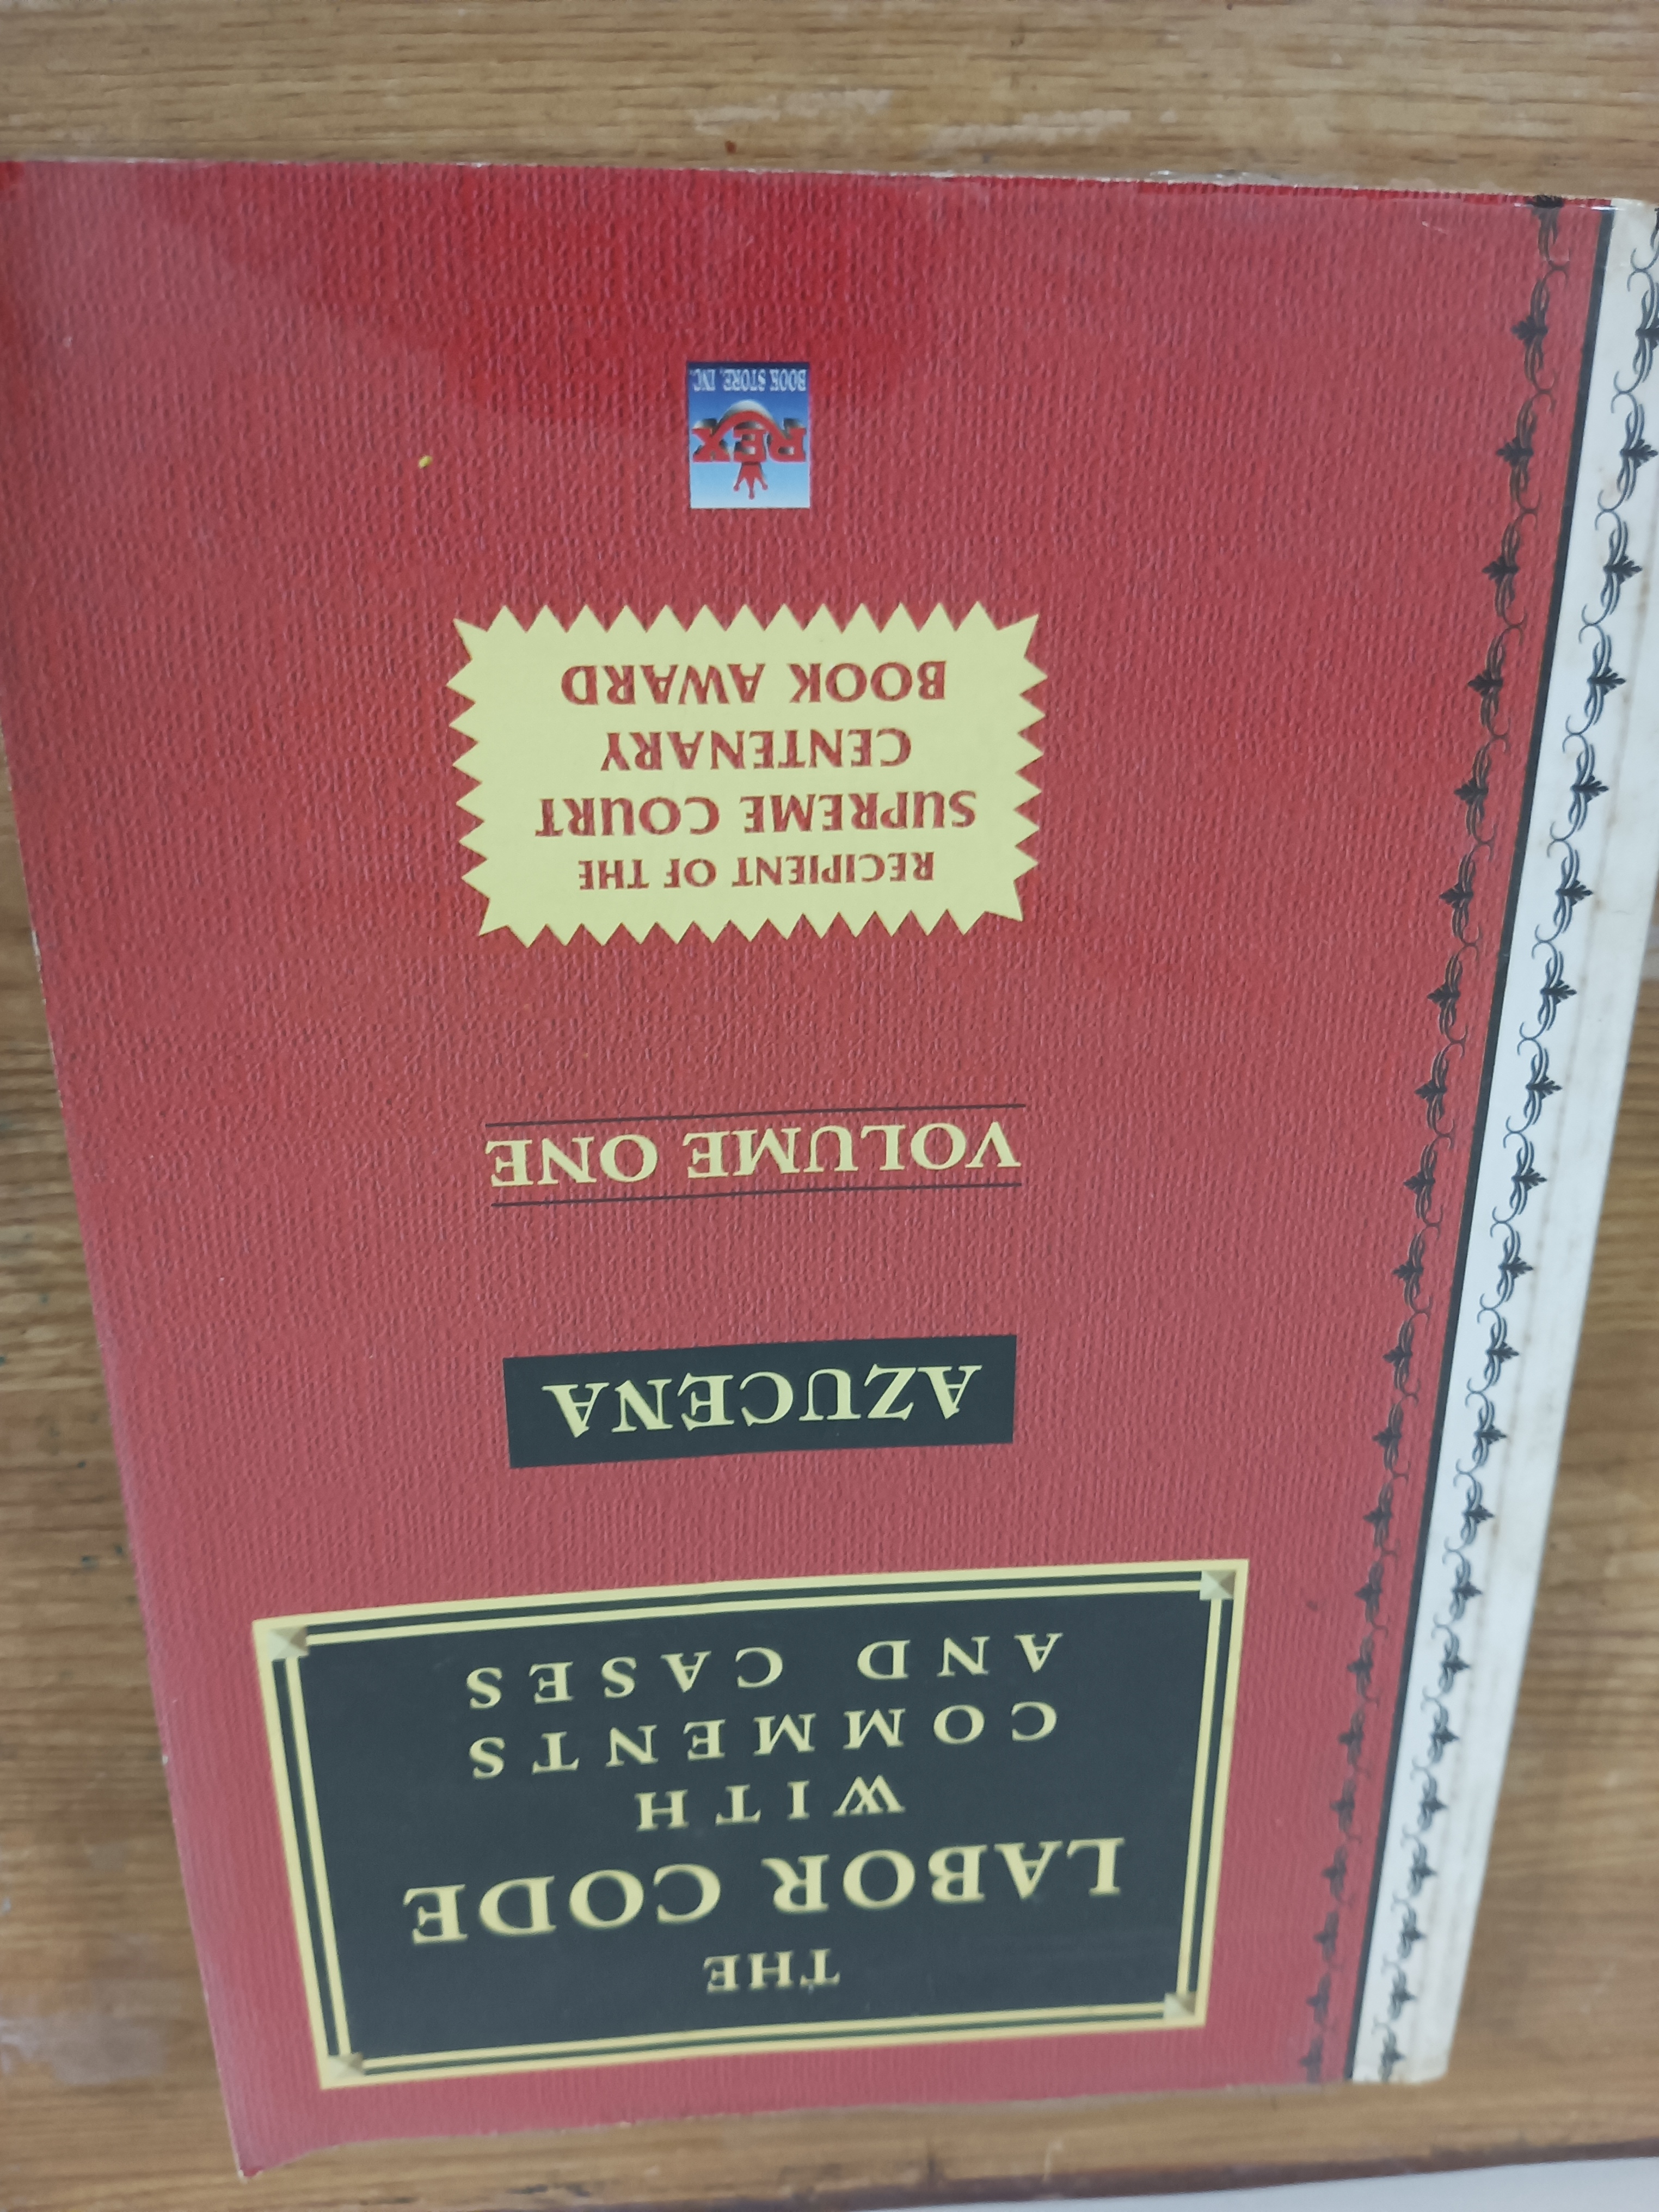 THE
LABOR CODE
WITH
COMMENTS
AND CASES
AZUCENA
VOLUME ONE
RECIPIENT OF THE
SUPREME COURT
CENTENARY
BOOK AWARD
REX
BOOK STORE, INC.